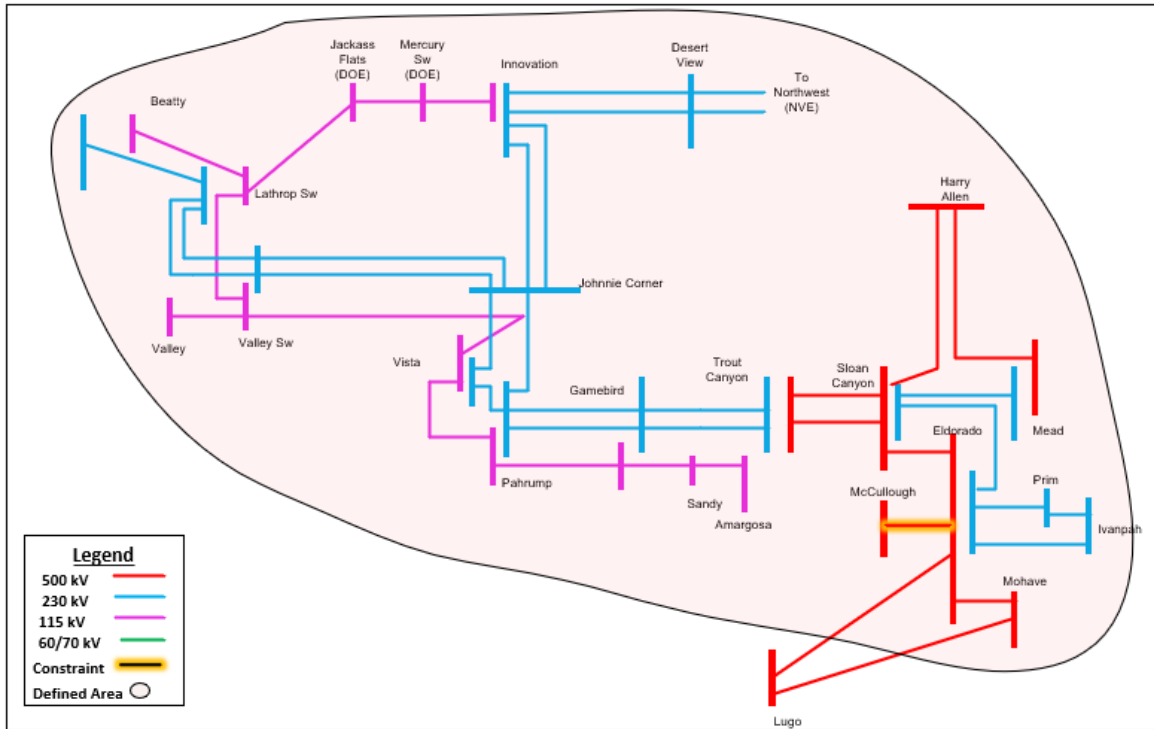 Jackass
Flats
(DOE)
Mercury
Sw
(DOE)
Innovation
Desert
View
To
Northwest
(NVE)
Beatty
Lathrop Sw
Harry
Allen
Johnnie Corner
Valley
Valley Sw
Vista
Gamebird
Trout
Canyon
Sloan
Canyon
Mead
Eldorado
Pahrump
Sandy
Amargosa
McCullough
Prim
Ivanpah
Mohave
Lugo
Legend
500 kV
230 kV
115 kV
60/70 kV
Constraint
Defined Area